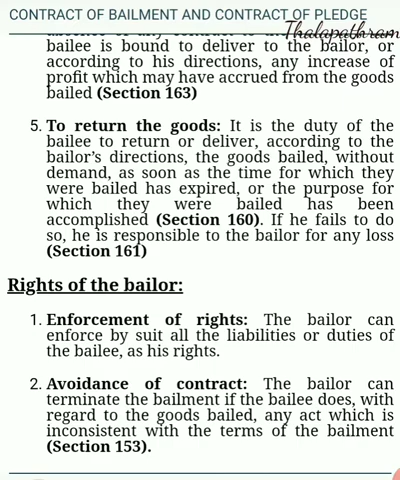 CONTRACT OF BAILMENT AND CONTRACT OF PLEDGE
Thalapathram
absence of any contract to
bailee is bound to deliver to the bailor, or
according to his directions, any increase of
profit which may have accrued from the goods
bailed (Section 163)
5. To return the goods: It is the duty of the
bailee to return or deliver, according to the
bailor’s directions, the goods bailed, without
demand, as soon as the time for which they
were bailed has expired, or the purpose for
which they were bailed has been
accomplished (Section 160). If he fails to do
so, he is responsible to the bailor for any loss
(Section 161)
Rights of the bailor:
1. Enforcement of rights: The bailor can
enforce by suit all the liabilities or duties of
the bailee, as his rights.
2. Avoidance of contract: The bailor can
terminate the bailment if the bailee does, with
regard to the goods bailed, any act which is
inconsistent with the terms of the bailment
(Section 153).